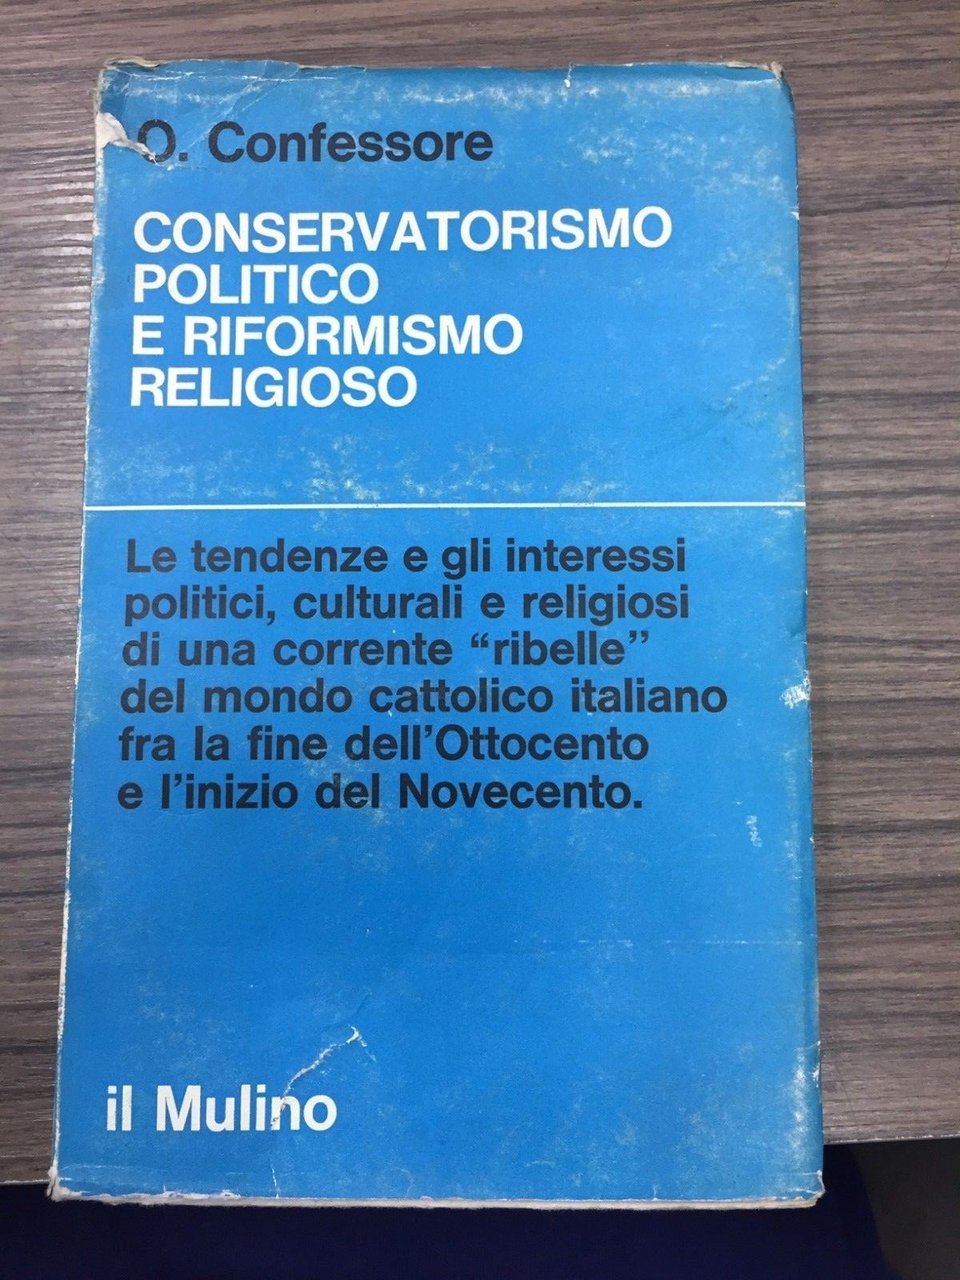 O. Confessore
CONSERVATORISMO
POLITICO
E RIFORMISMO
RELIGIOSO
Le tendenze e gli interessi
politici, culturali e religiosi
di una corrente “ribelle”
del mondo cattolico italiano
fra la fine dell’Ottocento
e l’inizio del Novecento.
il Mulino